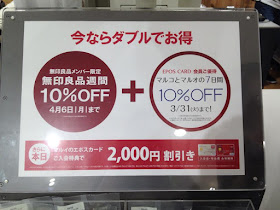 今ならダブルでお得
無印良品メンバー限定
無印良品週間
10%OFF
4月6日[月]まで
+
EPOS CARD 会員ご優待
マルコとマルオの7日間
10%OFF
3/31(火)まで!
さらに
本日
マルイのエポスカード
ご入会特典で
2,000円 割引き